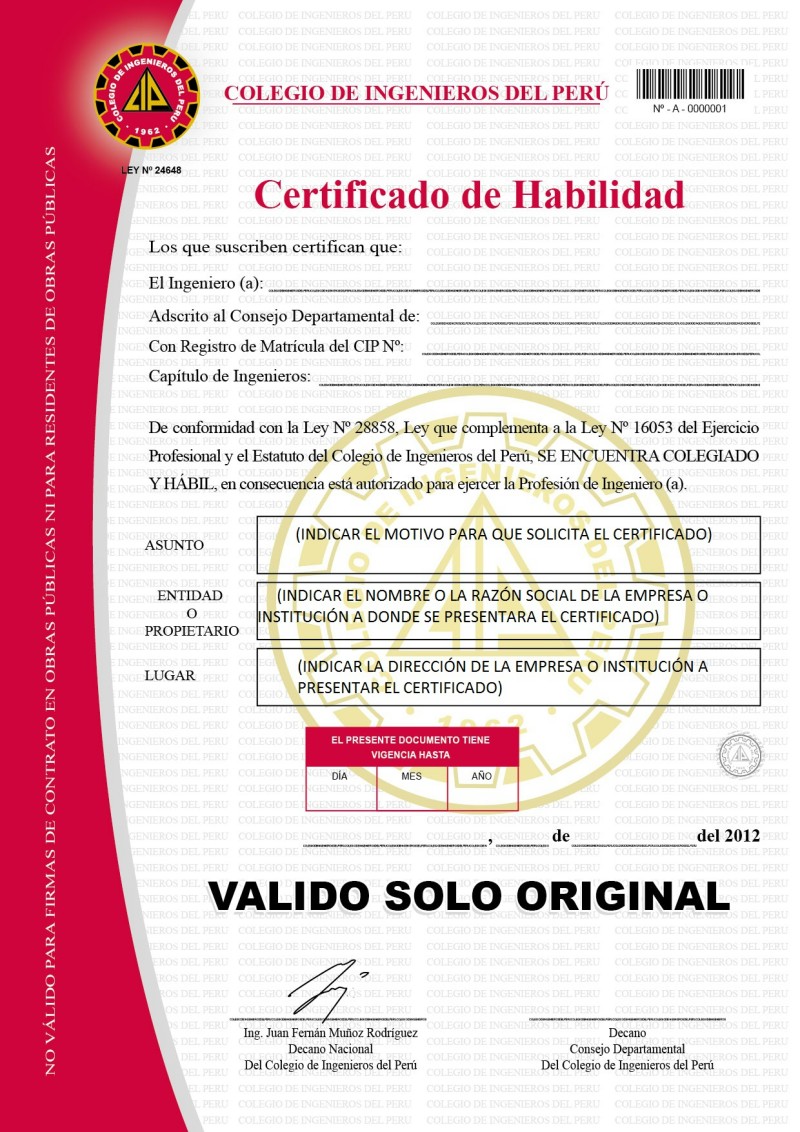 COLEGIO DE INGENIEROS DEL PERU
1962
LEY Nº 24648
COLEGIO DE INGENIEROS DEL PERÚ
Nº - A - 0000001
Certificado de Habilidad
Los que suscriben certifican que:
El Ingeniero (a):
Adscrito al Consejo Departamental de:
Con Registro de Matrícula del CIP Nº:
Capítulo de Ingenieros:
De conformidad con la Ley Nº 28858, Ley que complementa a la Ley Nº 16053 del Ejercicio
Profesional y el Estatuto del Colegio de Ingenieros del Perú, SE ENCUENTRA COLEGIADO
Y HÁBIL, en consecuencia está autorizado para ejercer la Profesión de Ingeniero (a).
ASUNTO
(INDICAR EL MOTIVO PARA QUE SOLICITA EL CERTIFICADO)
ENTIDAD
O
PROPIETARIO
(INDICAR EL NOMBRE O LA RAZÓN SOCIAL DE LA EMPRESA O
INSTITUCIÓN A DONDE SE PRESENTARA EL CERTIFICADO)
LUGAR
(INDICAR LA DIRECCIÓN DE LA EMPRESA O INSTITUCIÓN A
PRESENTAR EL CERTIFICADO)
EL PRESENTE DOCUMENTO TIENE
VIGENCIA HASTA
DÍA MES AÑO
, de del 2012
VALIDO SOLO ORIGINAL
Ing. Juan Fernán Muñoz Rodríguez
Decano Nacional
Del Colegio de Ingenieros del Perú
Decano
Consejo Departamental
Del Colegio de Ingenieros del Perú
NO VÁLIDO PARA FIRMAS DE CONTRATO EN OBRAS PÚBLICAS NI PARA RESIDENTES DE OBRAS PÚBLICAS